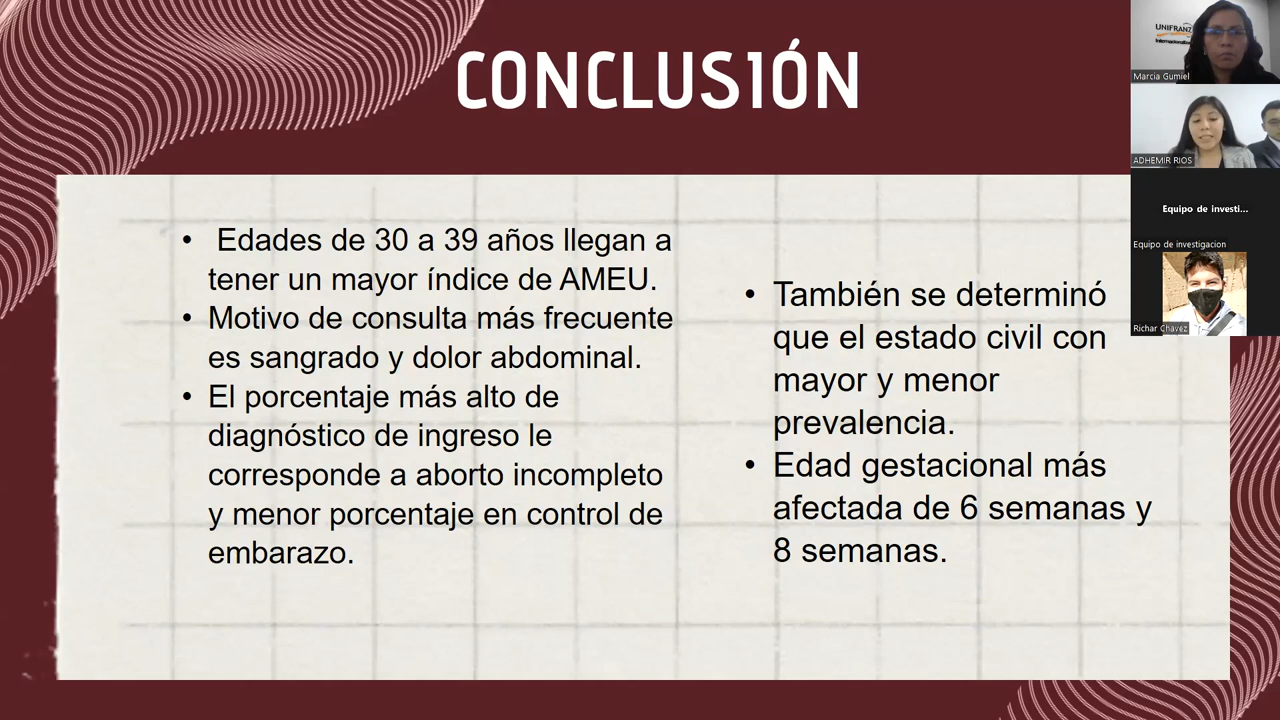 CONCLUSIÓN
• Edades de 30 a 39 años llegan a
tener un mayor índice de AMEU.
• Motivo de consulta más frecuente
es sangrado y dolor abdominal.
• El porcentaje más alto de
diagnóstico de ingreso le
corresponde a aborto incompleto
y menor porcentaje en control de
embarazo.
• También se determinó
que el estado civil con
mayor y menor
prevalencia.
• Edad gestacional más
afectada de 6 semanas y
8 semanas.
UNIFRANZ
Marcia Gumiel
ADHEMIR RIOS
Equipo de investi...
Equipo de investigacion
Richar Chavez